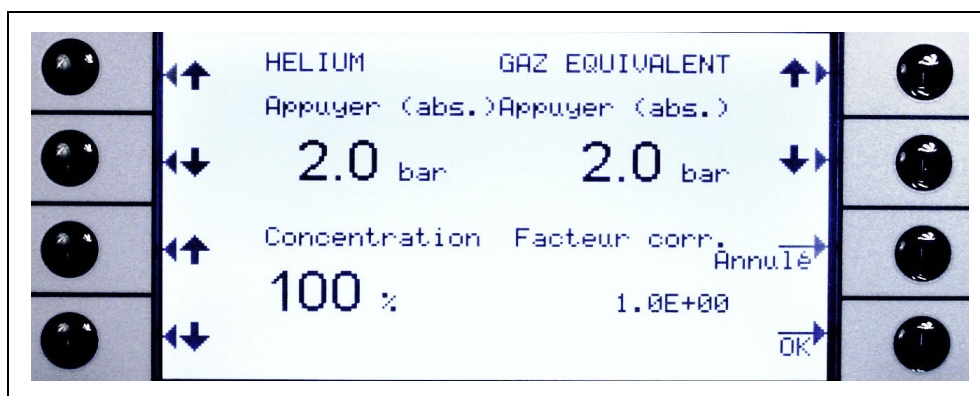 HELIUM GAZ EQUIVALENT
Appuyer (abs.) Appuyer (abs.)
2.0 bar 2.0 bar
Concentration Facteur corr.
Annulé
100 % 1.0E+00
OK